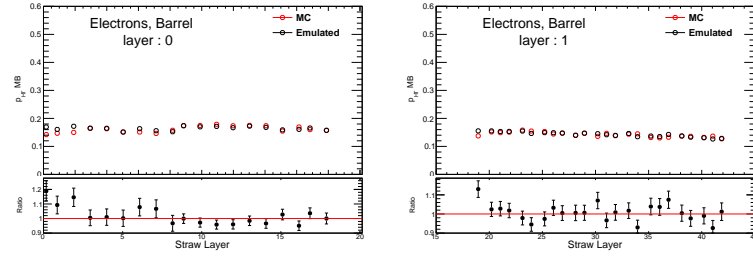 0.6
0.5
0.4
0.3
0.2
0.1
0
p_HT MB
Electrons, Barrel
layer : 0
MC
Emulated
1.2
1.1
1
0.9
Ratio
0
5
10
15
20
Straw Layer
0.6
0.5
0.4
0.3
0.2
0.1
0
p_HT MB
Electrons, Barrel
layer : 1
MC
Emulated
1.1
1
0.9
Ratio
15
20
25
30
35
40
Straw Layer